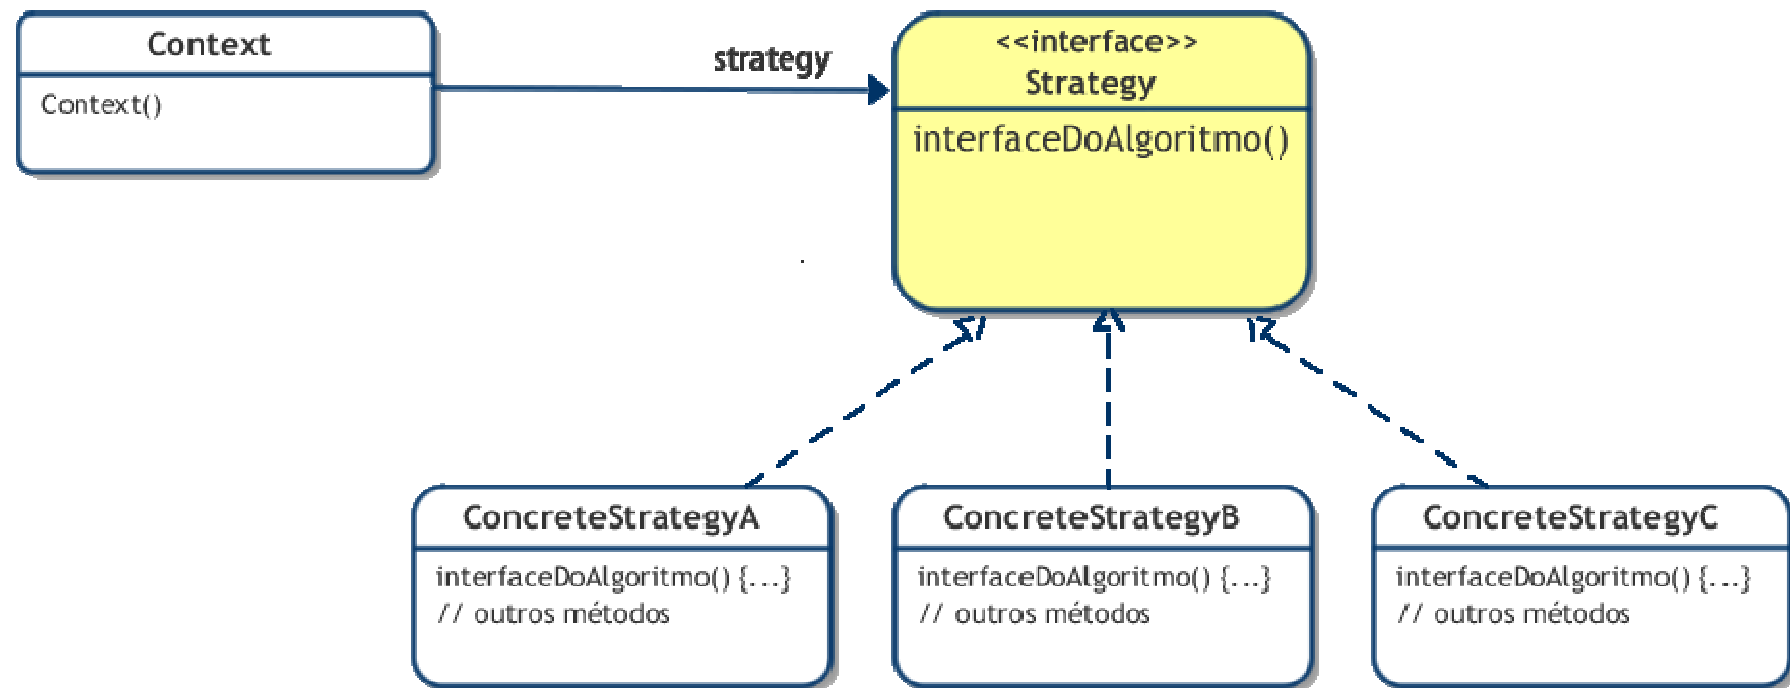 Context
Context()
strategy
<<interface>>
Strategy
interfaceDoAlgoritmo()
ConcreteStrategyA
interfaceDoAlgoritmo() {...}
// outros métodos
ConcreteStrategyB
interfaceDoAlgoritmo() {...}
// outros métodos
ConcreteStrategyC
interfaceDoAlgoritmo() {...}
// outros métodos